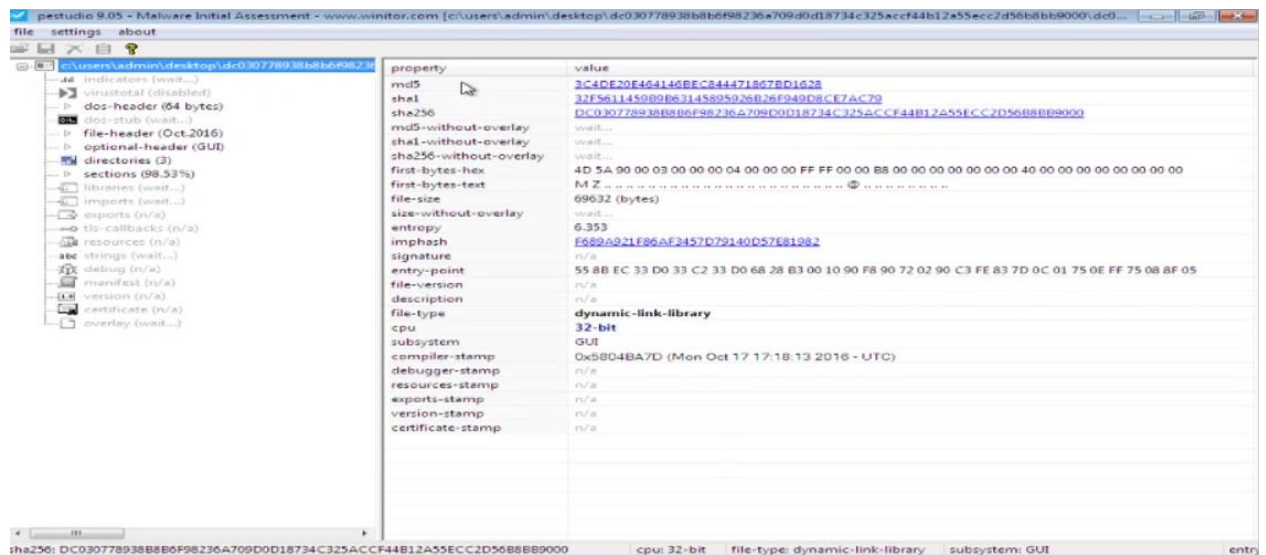 pestudio 9.05 - Malware Initial Assessment - www.winitor.com [c:\users\admin\desktop\dc030778938b8b6f98236a709d0d18734c325accf44b12a55ecc2d56b8bb9000\dc0...
file settings about
c:\users\admin\desktop\dc030778938b8b6f98236
indicators (wait...)
virustotal (disabled)
dos-header (64 bytes)
dos-stub (wait...)
file-header (Oct.2016)
optional-header (GUI)
directories (3)
sections (98.53%)
libraries (wait...)
imports (wait...)
exports (n/a)
tls-callbacks (n/a)
resources (n/a)
abc strings (wait...)
debug (n/a)
manifest (n/a)
version (n/a)
certificate (n/a)
overlay (wait...)
property value
md5 3C4DE20E464146BEC844471867BD1628
sha1 32F5611459B9B63145895926B26F949D8CE7AC79
sha256 DC030778938B8B6F98236A709D0D18734C325ACCF44B12A55ECC2D56B8BB9000
md5-without-overlay wait...
sha1-without-overlay wait...
sha256-without-overlay wait...
first-bytes-hex 4D 5A 90 00 03 00 00 00 04 00 00 00 FF FF 00 00 B8 00 00 00 00 00 00 00 40 00 00 00 00 00 00 00
first-bytes-text M Z .. .. .. .. .. .. .. .. .. .. .. .. .. .. .. .. .. .. .. .. @ .. .. .. .. .. .. ..
file-size 69632 (bytes)
size-without-overlay wait...
entropy 6.353
imphash F689A921F86AF3457D79140D57E81982
signature n/a
entry-point 55 8B EC 33 D0 33 C2 33 D0 68 28 B3 00 10 90 F8 90 72 02 90 C3 FE 83 7D 0C 01 75 0E FF 75 08 8F 05
file-version n/a
description n/a
file-type dynamic-link-library
cpu 32-bit
subsystem GUI
compiler-stamp 0x5804BA7D (Mon Oct 17 17:18:13 2016 - UTC)
debugger-stamp n/a
resources-stamp n/a
exports-stamp n/a
version-stamp n/a
certificate-stamp n/a
sha256: DC030778938B8B6F98236A709D0D18734C325ACCF44B12A55ECC2D56B8BB9000 cpu: 32-bit file-type: dynamic-link-library subsystem: GUI entry